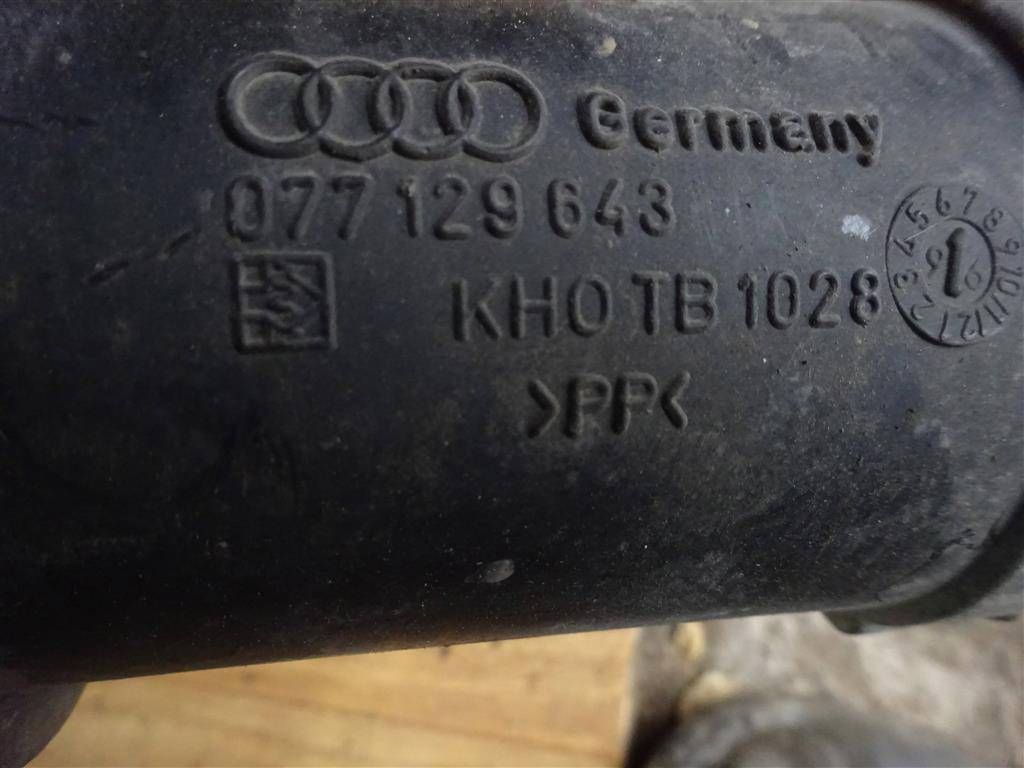 Germany
077 129 643
KHO TB 1028
>PP<
1 2 3 4 5 6 7 8 9 10 11 12